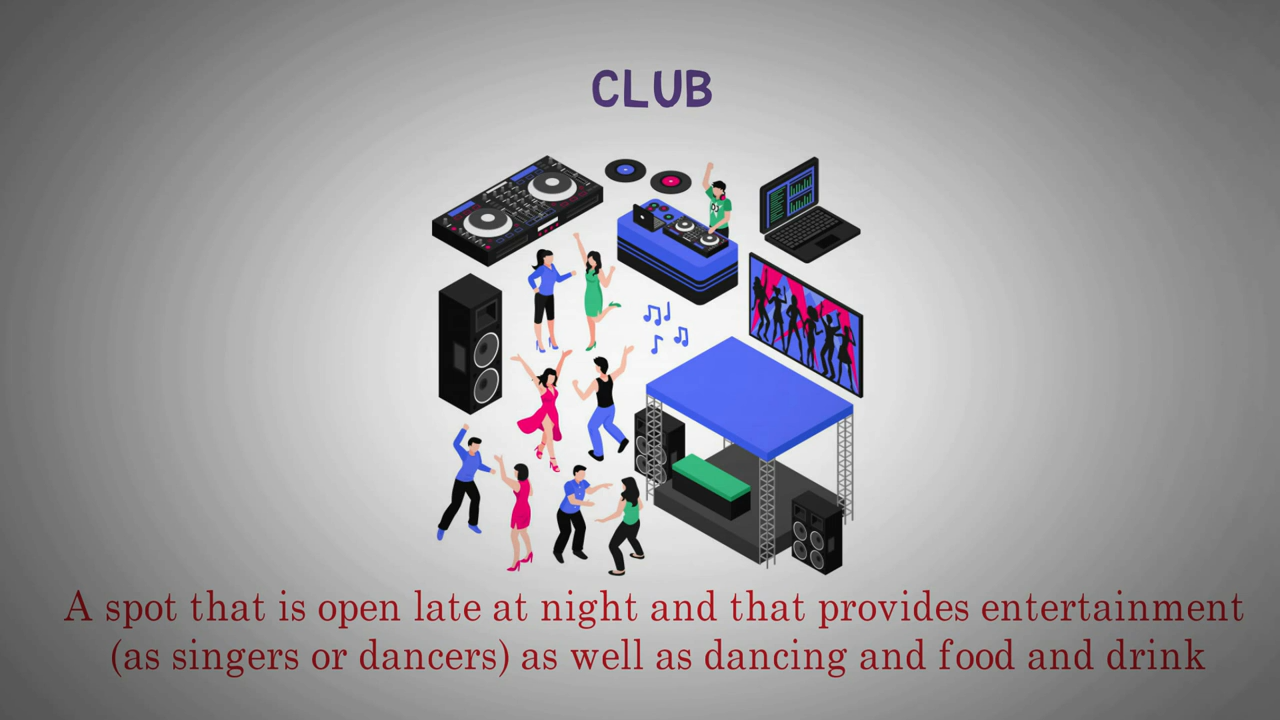 CLUB
A spot that is open late at night and that provides entertainment
(as singers or dancers) as well as dancing and food and drink